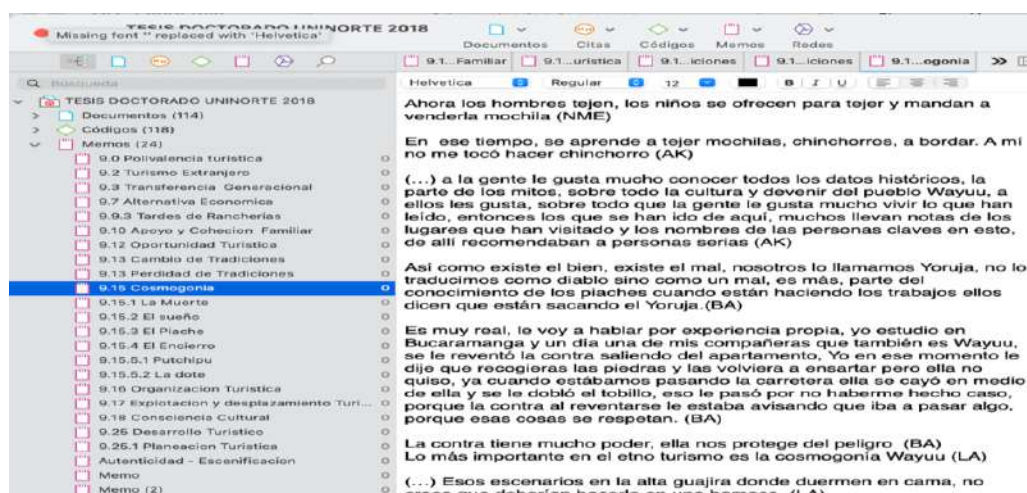 TESIS DOCTORADO UNINORTE 2018
Missing font '' replaced with 'Helvetica'
Documentos Citas Códigos Memos Redes
9.1...Familiar 9.1...urística 9.1...iciones 9.1...iciones 9.1...ogonia
Búsqueda
Helvetica Regular 12 B I U
TESIS DOCTORADO UNINORTE 2018
Documentos (114)
Códigos (118)
Memos (24)
9.0 Polivalencia turistica
9.2 Turismo Extranjero
9.3 Transferencia Generacional
9.7 Alternativa Economica
9.9.3 Tardes de Rancherias
9.10 Apoyo y Cohecion Familiar
9.12 Oportunidad Turistica
9.13 Cambio de Tradiciones
9.13 Perdidad de Tradiciones
9.15 Cosmogonia
9.15.1 La Muerte
9.15.2 El sueño
9.15.3 El Piache
9.15.4 El Encierro
9.15.5.1 Putchipu
9.15.5.2 La dote
9.16 Organizacion Turistica
9.17 Explotacion y desplazamiento Turi...
9.18 Consciencia Cultural
9.25 Desarrollo Turistico
9.25.1 Planeacion Turistica
Autenticidad - Escenificacion
Memo
Memo (2)
Ahora los hombres tejen, los niños se ofrecen para tejer y mandan a
venderla mochila (NME)
En ese tiempo, se aprende a tejer mochilas, chinchorros, a bordar. A mí
no me tocó hacer chinchorro (AK)
(...) a la gente le gusta mucho conocer todos los datos históricos, la
parte de los mitos, sobre todo la cultura y devenir del pueblo Wayuu, a
ellos les gusta, sobre todo que la gente le gusta mucho vivir lo que han
leído, entonces los que se han ido de aquí, muchos llevan notas de los
lugares que han visitado y los nombres de las personas claves en esto,
de allí recomendaban a personas serias (AK)
Así como existe el bien, existe el mal, nosotros lo llamamos Yoruja, no lo
traducimos como diablo sino como un mal, es más, parte del
conocimiento de los piaches cuando están haciendo los trabajos ellos
dicen que están sacando el Yoruja.(BA)
Es muy real, le voy a hablar por experiencia propia, yo estudio en
Bucaramanga y un día una de mis compañeras que también es Wayuu,
se le reventó la contra saliendo del apartamento, Yo en ese momento le
dije que recogieras las piedras y las volviera a ensartar pero ella no
quiso, ya cuando estábamos pasando la carretera ella se cayó en medio
de ella y se le dobló el tobillo, eso le pasó por no haberme hecho caso,
porque la contra al reventarse le estaba avisando que iba a pasar algo,
porque esas cosas se respetan. (BA)
La contra tiene mucho poder, ella nos protege del peligro (BA)
Lo más importante en el etno turismo es la cosmogonía Wayuu (LA)
(...) Esos escenarios en la alta guajira donde duermen en cama, no